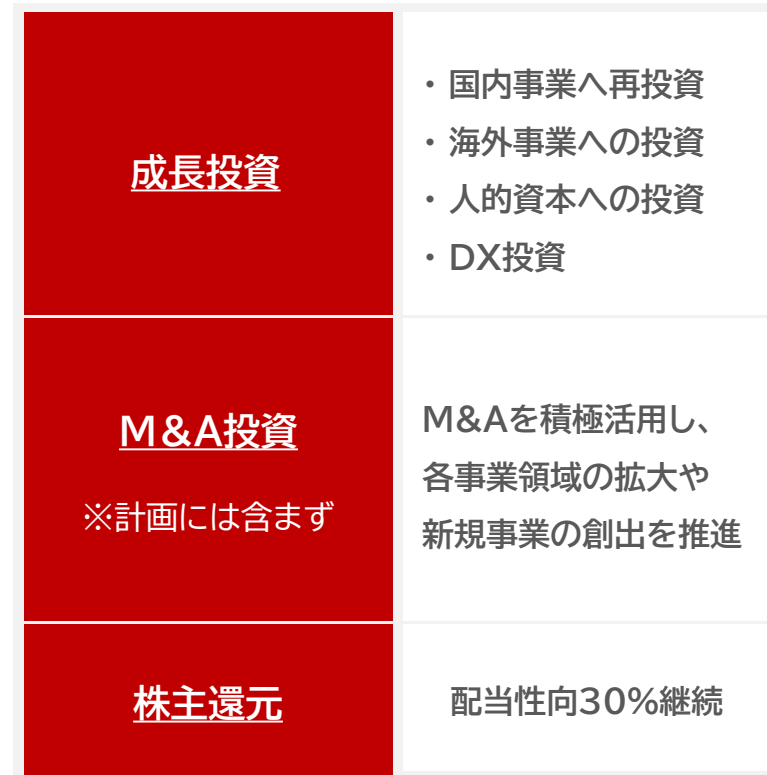 成長投資
・国内事業へ再投資
・海外事業への投資
・人的資本への投資
・DX投資
M&A投資
※計画には含まず
M&Aを積極活用し、
各事業領域の拡大や
新規事業の創出を推進
株主還元
配当性向30%継続